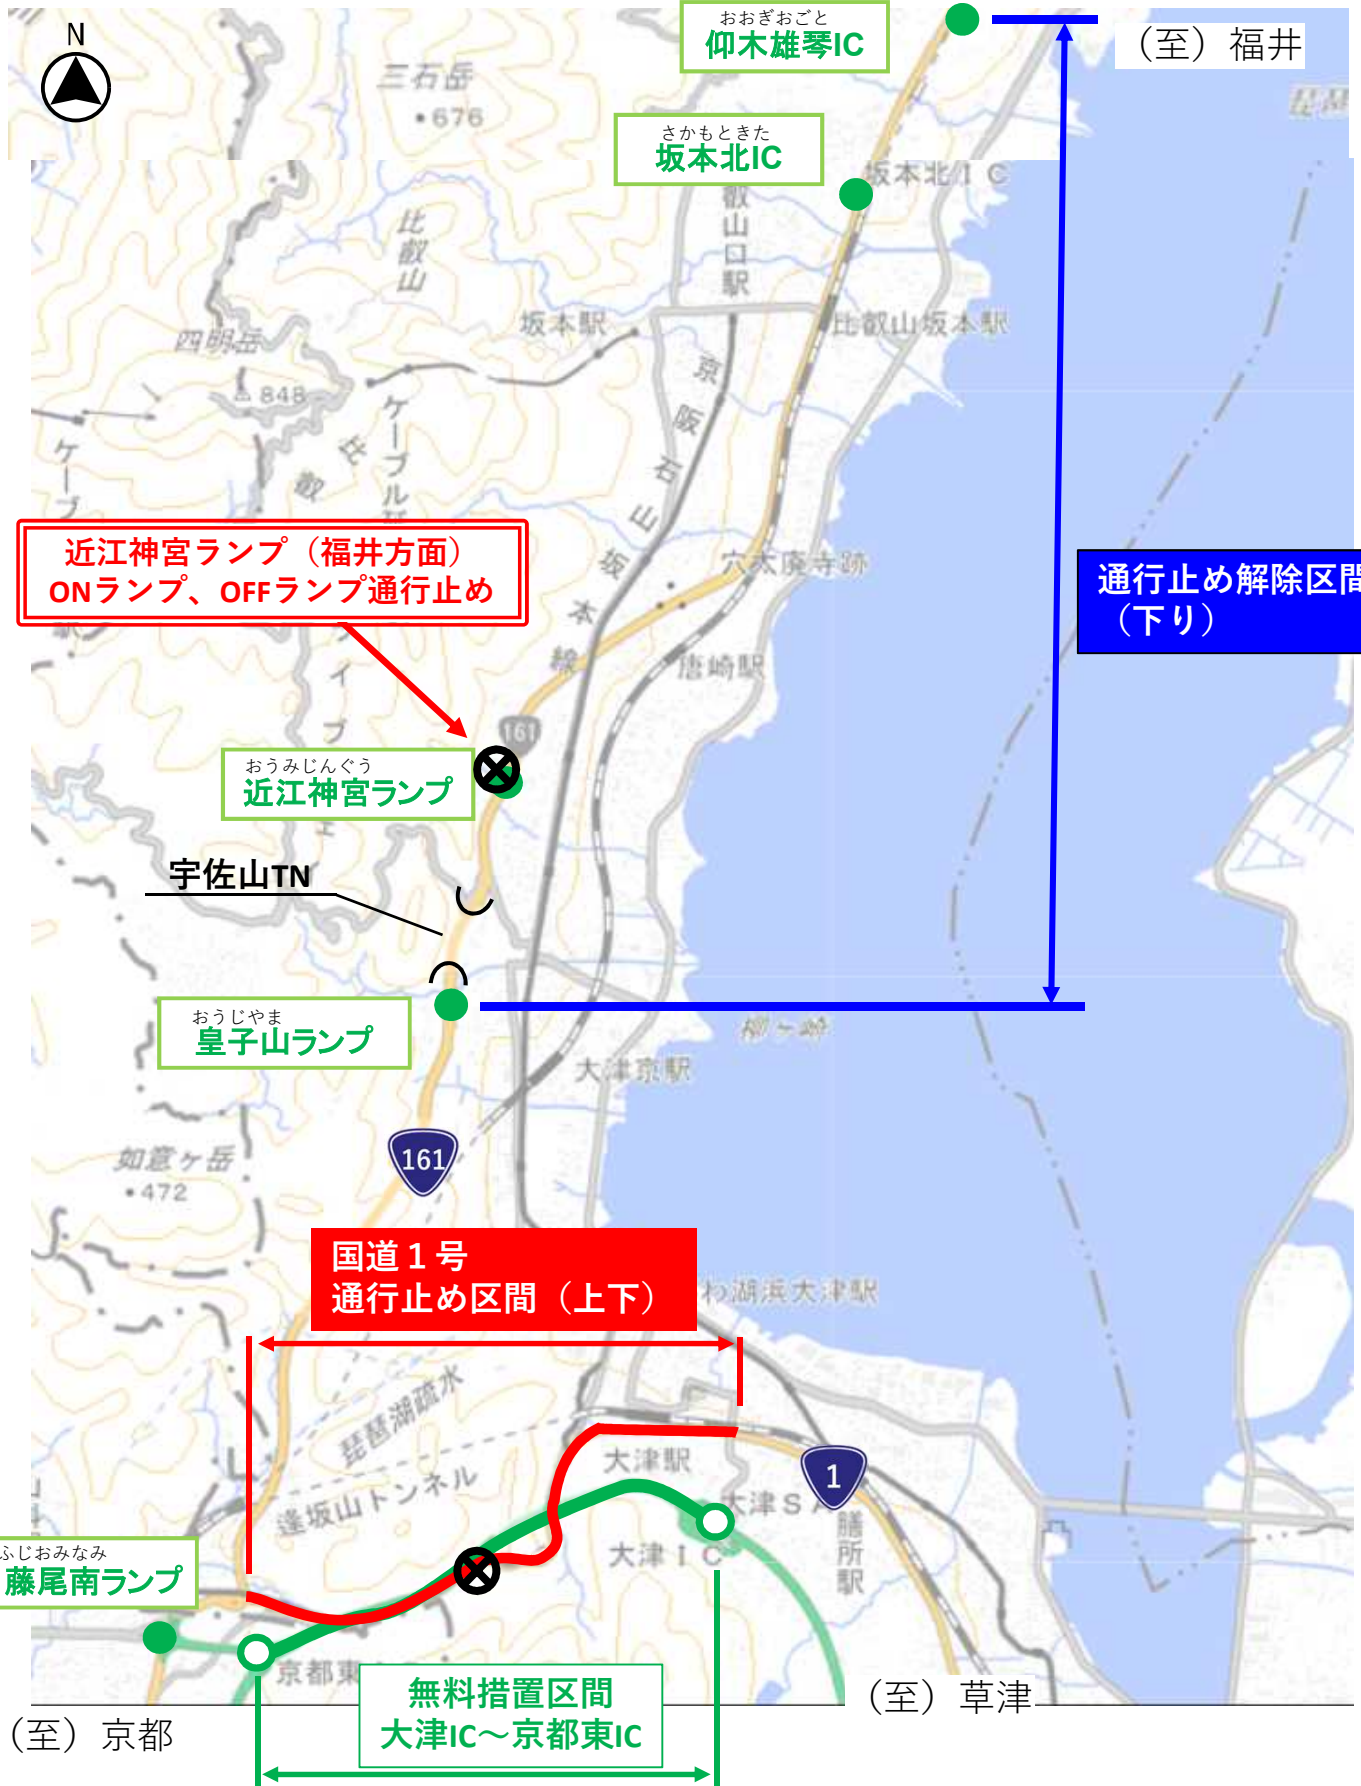 N
おおぎおごと
仰木雄琴IC
（至）福井
三石岳
676
さかもときた
坂本北IC
坂本北ＩＣ
叡山口駅
比叡山
四明岳
848
坂本駅
比叡山坂本駅
京阪石山坂本線
近江神宮ランプ（福井方面）
ONランプ、OFFランプ通行止め
穴太廃寺跡
通行止め解除区間
（下り）
唐崎駅
161
おうみじんぐう
近江神宮ランプ
宇佐山TN
おうじやま
皇子山ランプ
柳ヶ崎
大津京駅
161
如意ヶ岳
472
国道１号
通行止め区間（上下）
わ湖浜大津駅
琵琶湖疏水
逢坂山トンネル
大津駅
1
大津ＳＡ
膳所駅
大津ＩＣ
ふじおみなみ
藤尾南ランプ
京都東
無料措置区間
大津IC～京都東IC
（至）草津
（至）京都